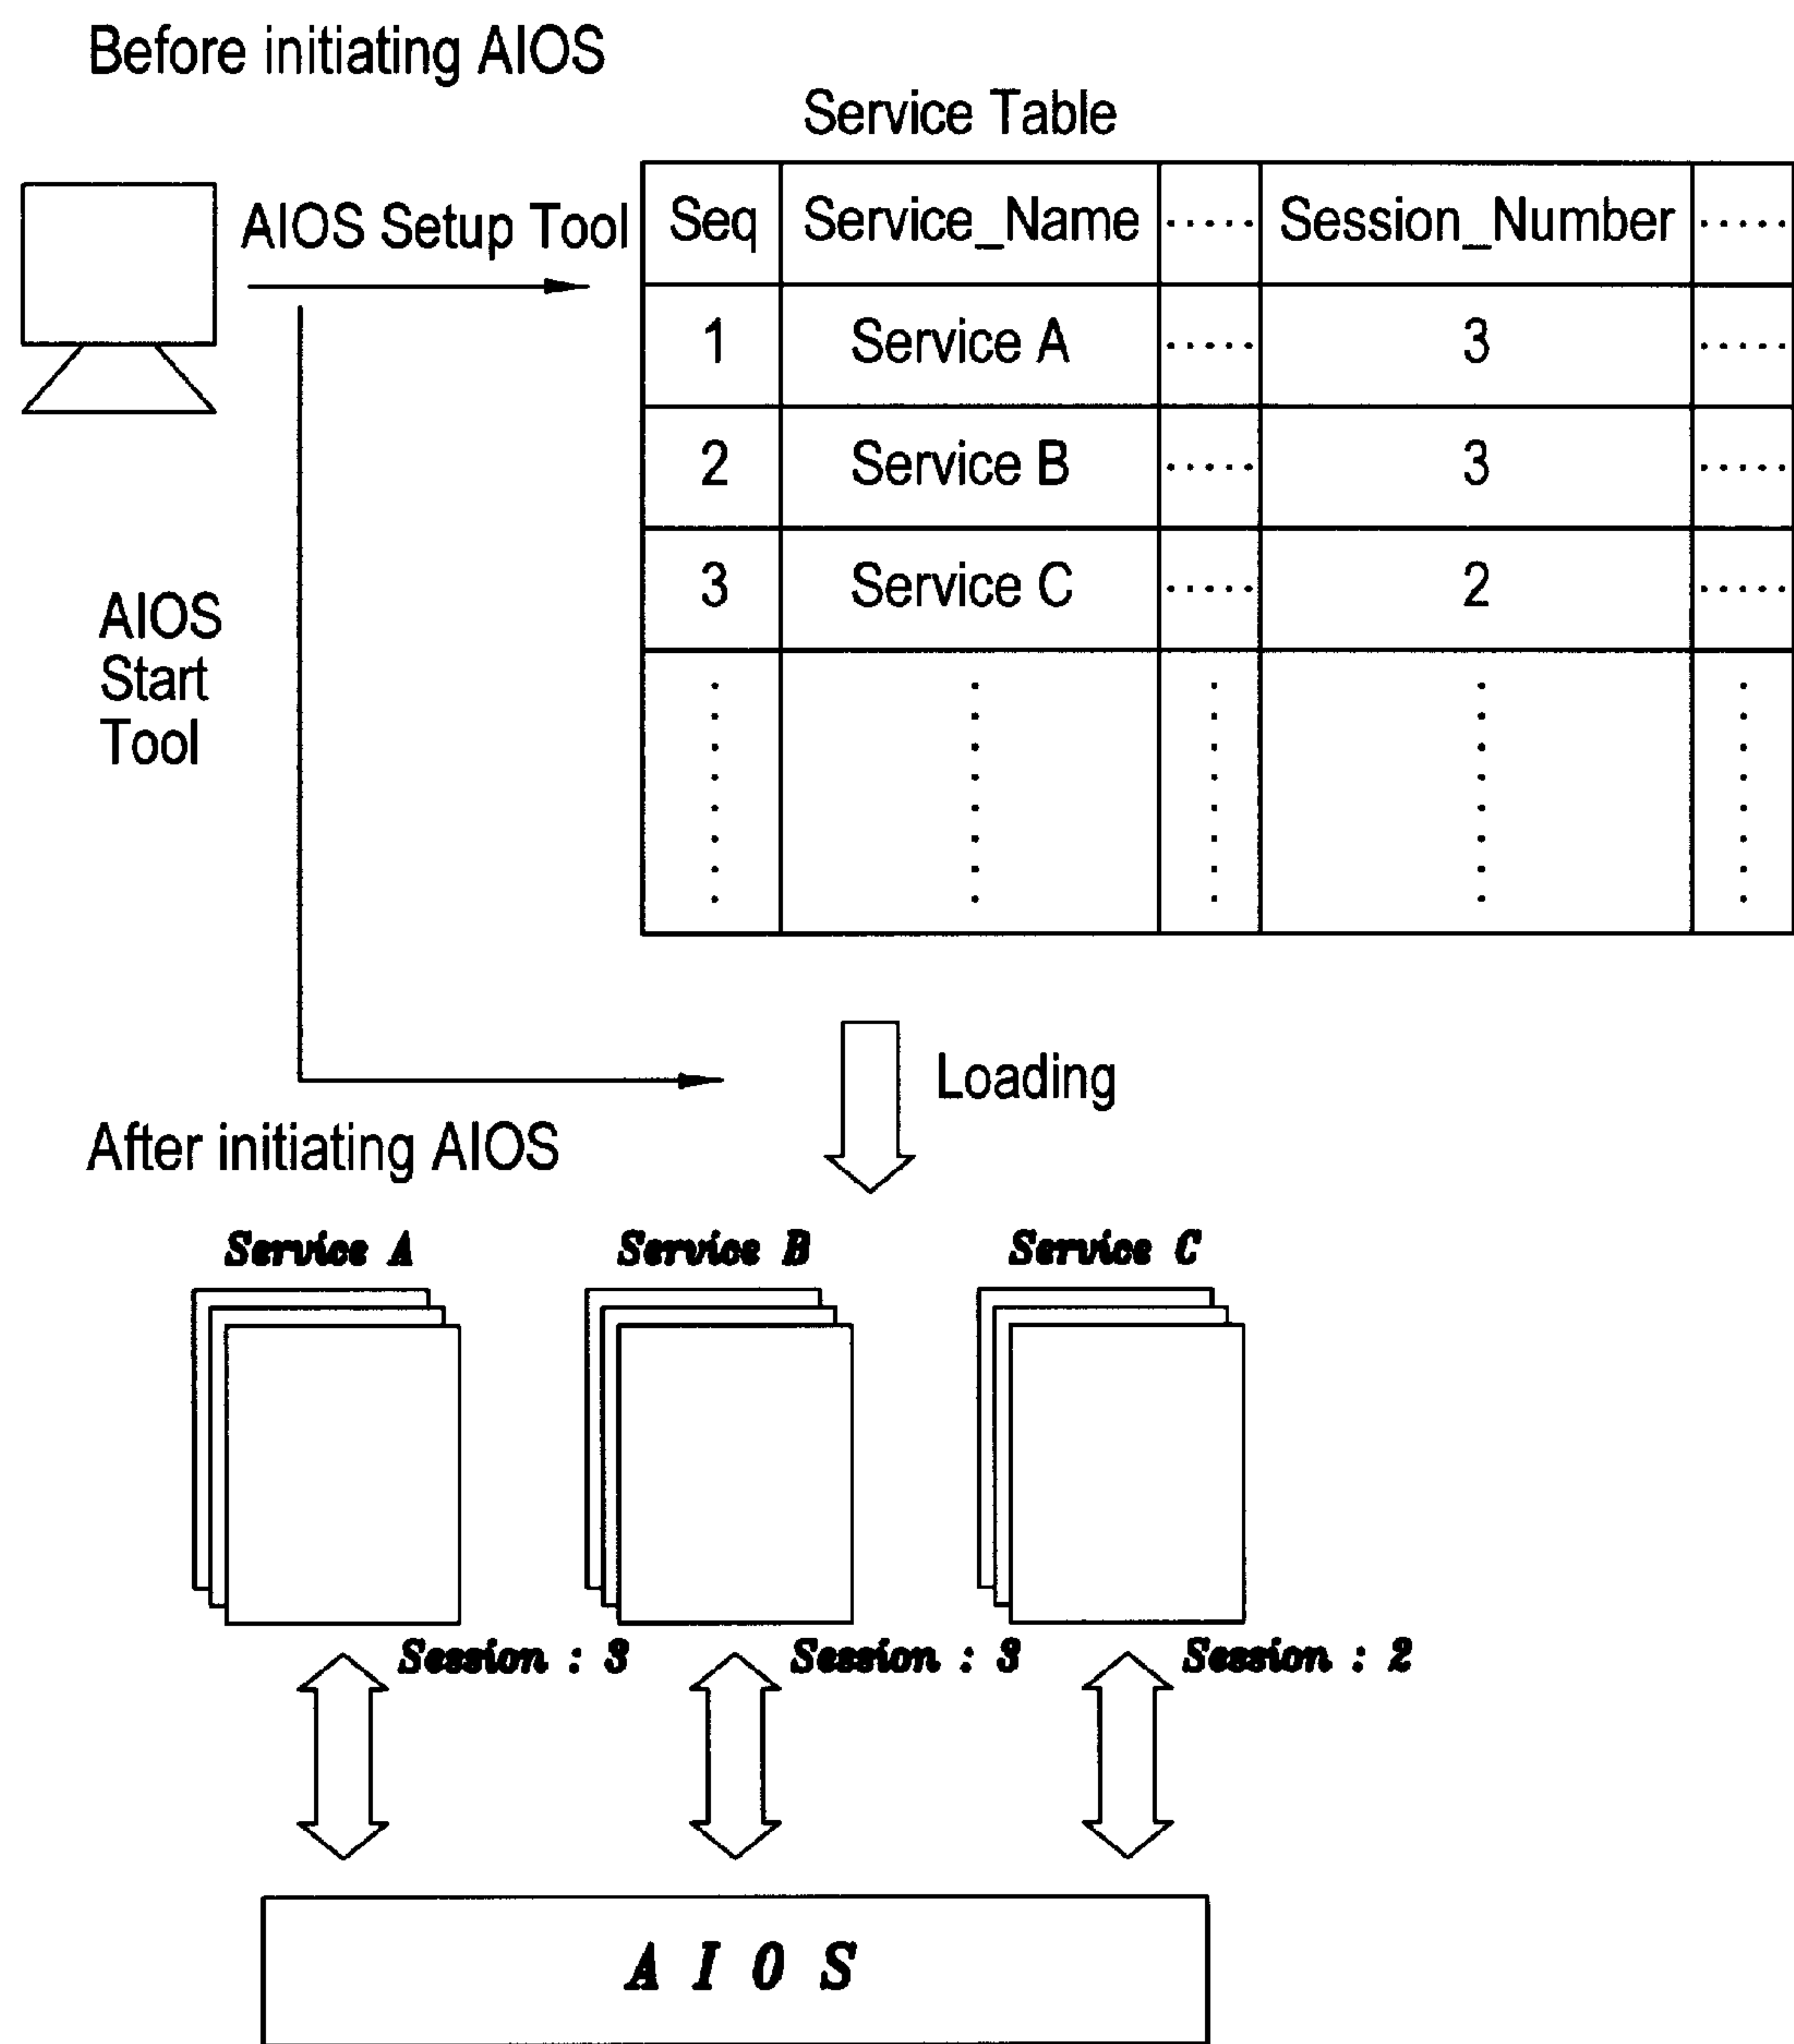 Before initiating AIOS
Service Table
AIOS Setup Tool
Seq Service_Name ····· Session_Number ·····
1 Service A ····· 3 ·····
2 Service B ····· 3 ·····
3 Service C ····· 2 ·····
AIOS
Start
Tool
Loading
After initiating AIOS
Service A Service B Service C
Session : 3 Session : 3 Session : 2
A I O S